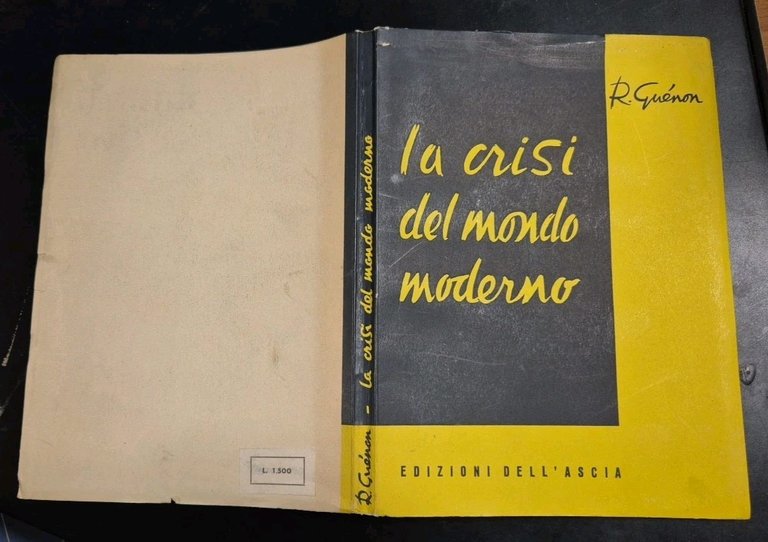 R. Guénon
la crisi
del mondo
moderno
EDIZIONI DELL'ASCIA
R. Guénon - la crisi del mondo moderno
L. 1.500